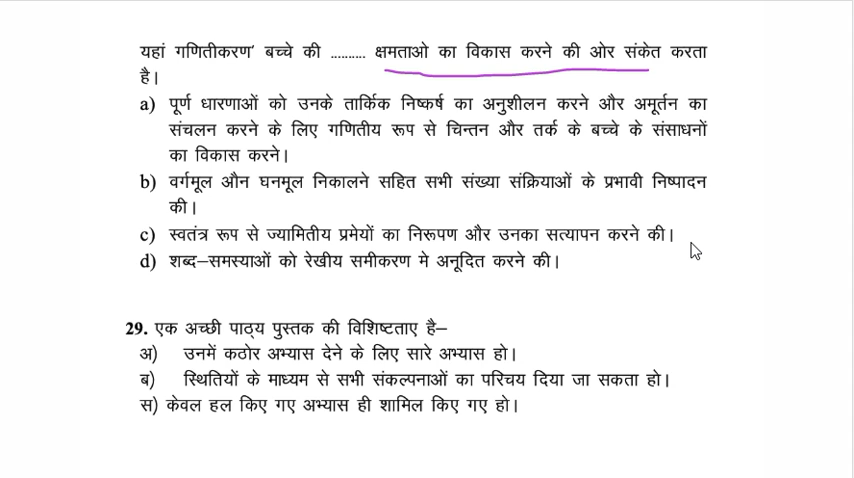 यहां गणितीकरण' बच्चे की .......... क्षमताओ का विकास करने की ओर संकेत करता
है।
a) पूर्ण धारणाओं को उनके तार्किक निष्कर्ष का अनुशीलन करने और अमूर्तन का
संचलन करने के लिए गणितीय रूप से चिन्तन और तर्क के बच्चे के संसाधनों
का विकास करने।
b) वर्गमूल औन घनमूल निकालने सहित सभी संख्या संक्रियाओं के प्रभावी निष्पादन
की।
c) स्वतंत्र रूप से ज्यामितीय प्रमेयों का निरूपण और उनका सत्यापन करने की।
d) शब्द–समस्याओं को रेखीय समीकरण मे अनूदित करने की।
29. एक अच्छी पाठ्य पुस्तक की विशिष्टताए है–
अ) उनमें कठोर अभ्यास देने के लिए सारे अभ्यास हो।
ब) स्थितियों के माध्यम से सभी संकल्पनाओं का परिचय दिया जा सकता हो।
स) केवल हल किए गए अभ्यास ही शामिल किए गए हो।